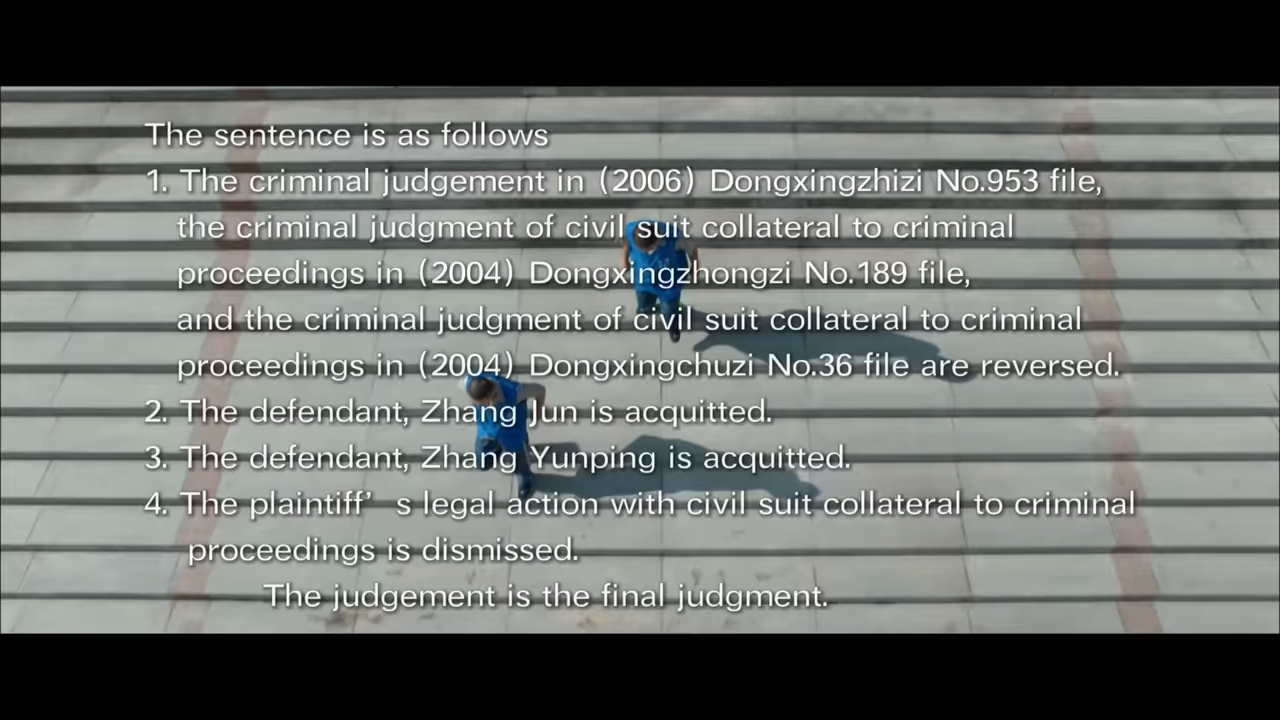 The sentence is as follows
1. The criminal judgement in (2006) Dongxingzhizi No.953 file,
the criminal judgment of civil suit collateral to criminal
proceedings in (2004) Dongxingzhongzi No.189 file,
and the criminal judgment of civil suit collateral to criminal
proceedings in (2004) Dongxingchuzi No.36 file are reversed.
2. The defendant, Zhang Jun is acquitted.
3. The defendant, Zhang Yunping is acquitted.
4. The plaintiff’ s legal action with civil suit collateral to criminal
proceedings is dismissed.
The judgement is the final judgment.